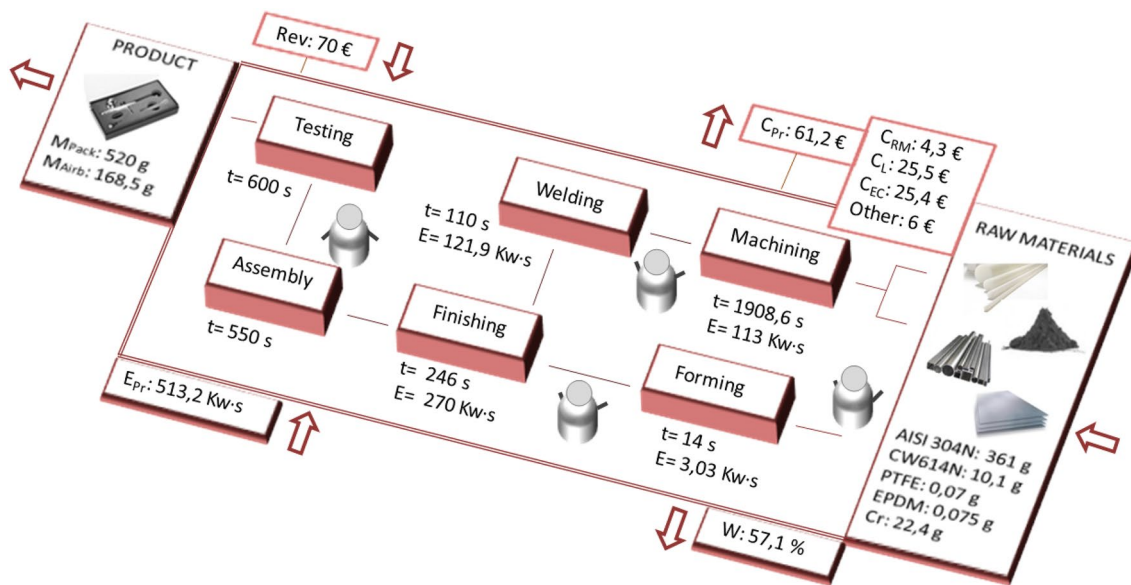 Rev: 70 €
PRODUCT
MPack: 520 g
MAirb: 168,5 g
Testing
t= 600 s
CPr: 61,2 €
CRM: 4,3 €
CL: 25,5 €
CEC: 25,4 €
Other: 6 €
Welding
t= 110 s
E= 121,9 Kw·s
Machining
t= 1908,6 s
E= 113 Kw·s
RAW MATERIALS
Assembly
t= 550 s
Finishing
t= 246 s
E= 270 Kw·s
Forming
t= 14 s
E= 3,03 Kw·s
EPr: 513,2 Kw·s
AISI 304N: 361 g
CW614N: 10,1 g
PTFE: 0,07 g
EPDM: 0,075 g
Cr: 22,4 g
W: 57,1 %